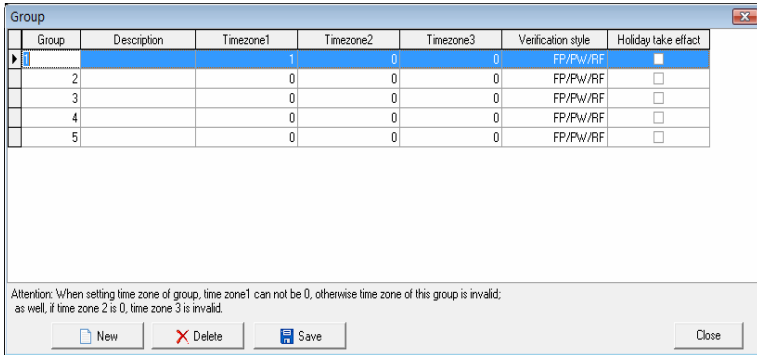 Group
Group Description Timezone1 Timezone2 Timezone3 Verification style Holiday take effact
1 1 0 0 FP/PW/RF
2 0 0 0 FP/PW/RF
3 0 0 0 FP/PW/RF
4 0 0 0 FP/PW/RF
5 0 0 0 FP/PW/RF
Attention: When setting time zone of group, time zone1 can not be 0, otherwise time zone of this group is invalid;
as well, if time zone 2 is 0, time zone 3 is invalid.
New Delete Save Close